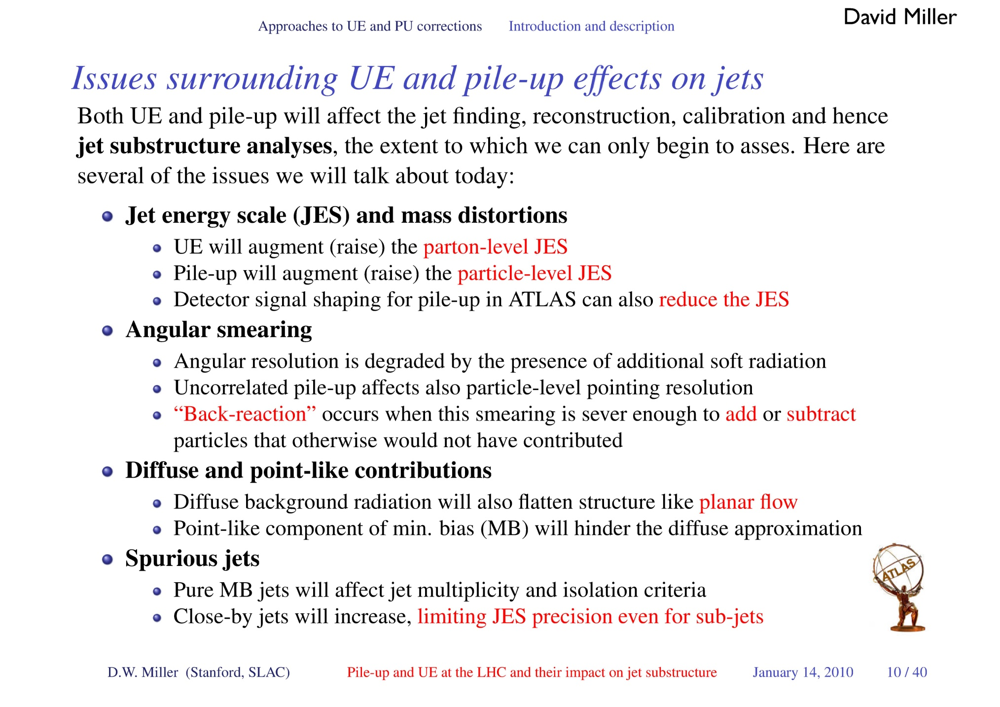 David Miller
Approaches to UE and PU corrections Introduction and description
Issues surrounding UE and pile-up effects on jets
Both UE and pile-up will affect the jet finding, reconstruction, calibration and hence
jet substructure analyses, the extent to which we can only begin to asses. Here are
several of the issues we will talk about today:
Jet energy scale (JES) and mass distortions
UE will augment (raise) the parton-level JES
Pile-up will augment (raise) the particle-level JES
Detector signal shaping for pile-up in ATLAS can also reduce the JES
Angular smearing
Angular resolution is degraded by the presence of additional soft radiation
Uncorrelated pile-up affects also particle-level pointing resolution
“Back-reaction” occurs when this smearing is sever enough to add or subtract
particles that otherwise would not have contributed
Diffuse and point-like contributions
Diffuse background radiation will also flatten structure like planar flow
Point-like component of min. bias (MB) will hinder the diffuse approximation
Spurious jets
Pure MB jets will affect jet multiplicity and isolation criteria
Close-by jets will increase, limiting JES precision even for sub-jets
ATLAS
D.W. Miller (Stanford, SLAC) Pile-up and UE at the LHC and their impact on jet substructure January 14, 2010 10 / 40